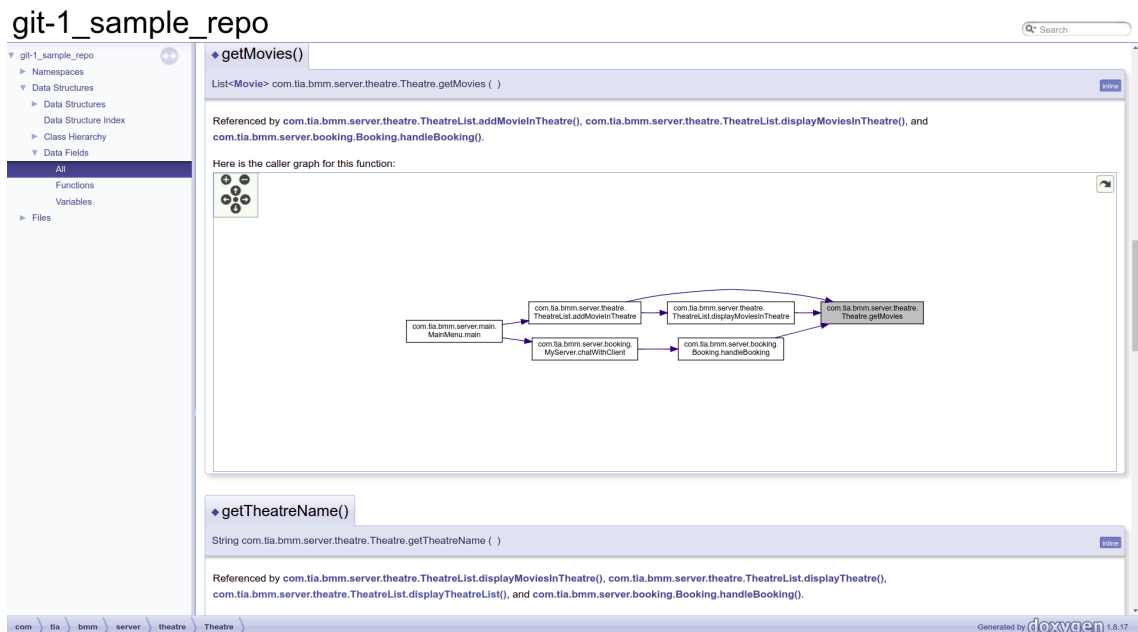 git-1_sample_repo
Search
git-1_sample_repo
Namespaces
Data Structures
Data Structures
Data Structure Index
Class Hierarchy
Data Fields
All
Functions
Variables
Files
getMovies()
List<Movie> com.tia.bmm.server.theatre.Theatre.getMovies ( )
inline
Referenced by com.tia.bmm.server.theatre.TheatreList.addMovieInTheatre(), com.tia.bmm.server.theatre.TheatreList.displayMoviesInTheatre(), and
com.tia.bmm.server.booking.Booking.handleBooking().
Here is the caller graph for this function:
com.tia.bmm.server.main.
MainMenu.main
com.tia.bmm.server.theatre.
TheatreList.addMovieInTheatre
com.tia.bmm.server.theatre.
TheatreList.displayMoviesInTheatre
com.tia.bmm.server.theatre.
Theatre.getMovies
com.tia.bmm.server.booking.
MyServer.chatWithClient
com.tia.bmm.server.booking.
Booking.handleBooking
getTheatreName()
String com.tia.bmm.server.theatre.Theatre.getTheatreName ( )
inline
Referenced by com.tia.bmm.server.theatre.TheatreList.displayMoviesInTheatre(), com.tia.bmm.server.theatre.TheatreList.displayTheatre(),
com.tia.bmm.server.theatre.TheatreList.displayTheatreList(), and com.tia.bmm.server.booking.Booking.handleBooking().
com tia bmm server theatre Theatre
Generated by doxygen 1.8.17